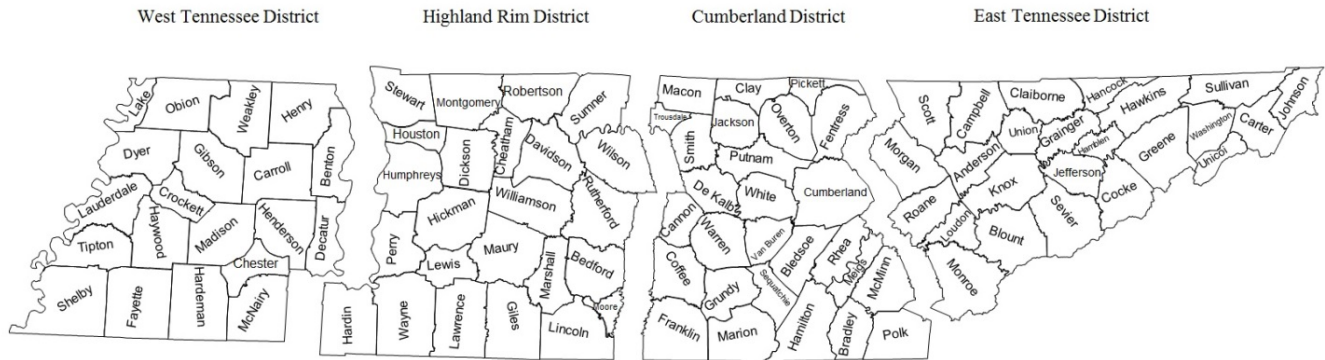 West Tennessee District
Highland Rim District
Cumberland District
East Tennessee District
Lake
Obion
Weakley
Henry
Dyer
Gibson
Carroll
Benton
Lauderdale
Crockett
Haywood
Madison
Henderson
Decatur
Tipton
Chester
Shelby
Fayette
Hardeman
McNairy
Stewart
Montgomery
Robertson
Sumner
Houston
Humphreys
Dickson
Cheatham
Davidson
Wilson
Hickman
Williamson
Rutherford
Perry
Lewis
Maury
Marshall
Bedford
Moore
Hardin
Wayne
Lawrence
Giles
Lincoln
Macon
Clay
Pickett
Trousdale
Smith
Jackson
Overton
Fentress
Putnam
De Kalb
White
Cumberland
Cannon
Warren
Van Buren
Bledsoe
Rhea
Meigs
McMinn
Coffee
Grundy
Sequatchie
Franklin
Marion
Hamilton
Bradley
Polk
Scott
Campbell
Claiborne
Hancock
Hawkins
Sullivan
Johnson
Morgan
Anderson
Union
Grainger
Hamblen
Greene
Washington
Carter
Unicoi
Roane
Loudon
Knox
Jefferson
Cocke
Sevier
Blount
Monroe